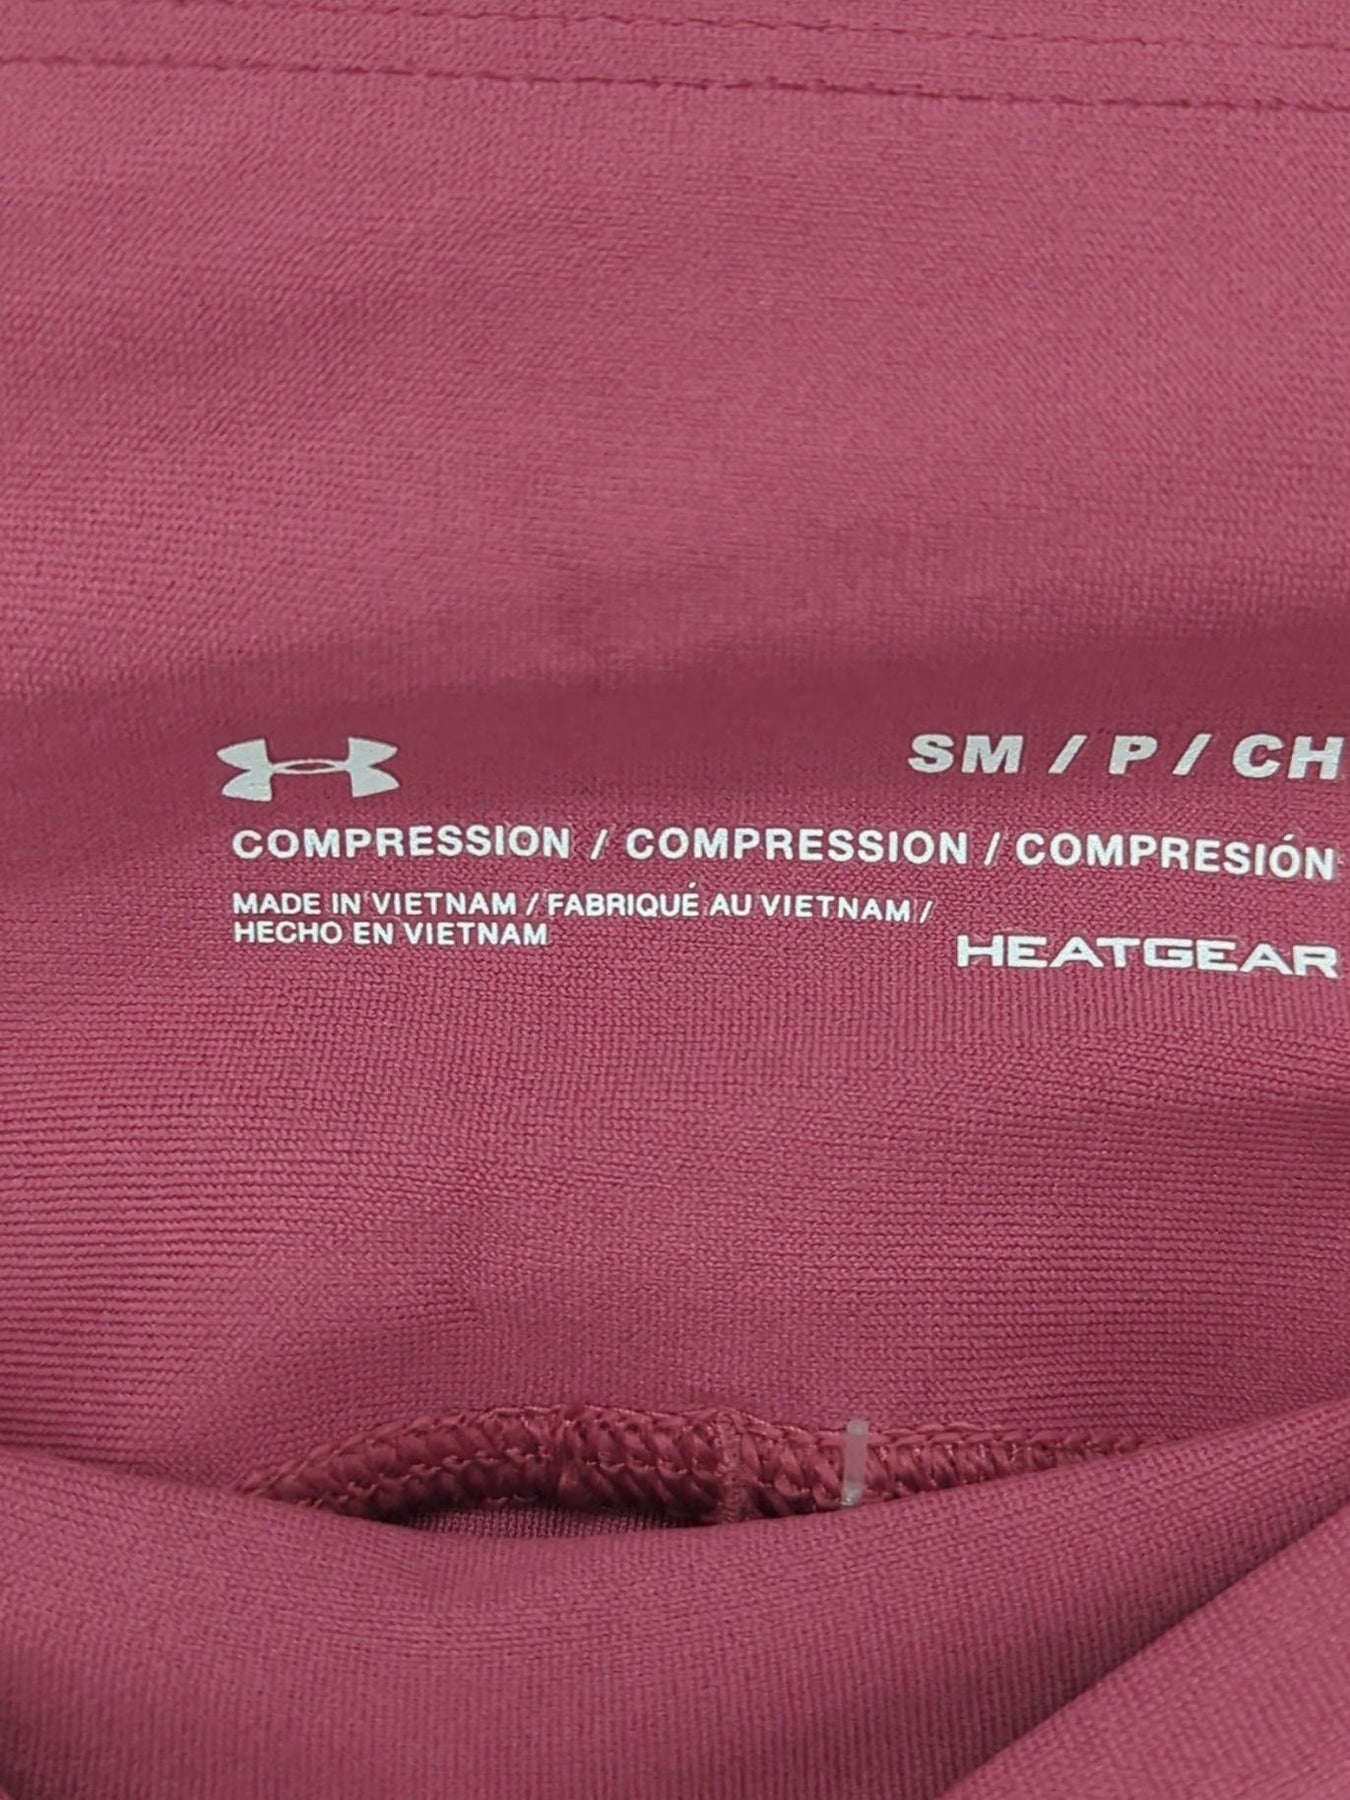 SM / P / CH
COMPRESSION / COMPRESSION / COMPRESIÓN
MADE IN VIETNAM / FABRIQUÉ AU VIETNAM /
HECHO EN VIETNAM
HEATGEAR